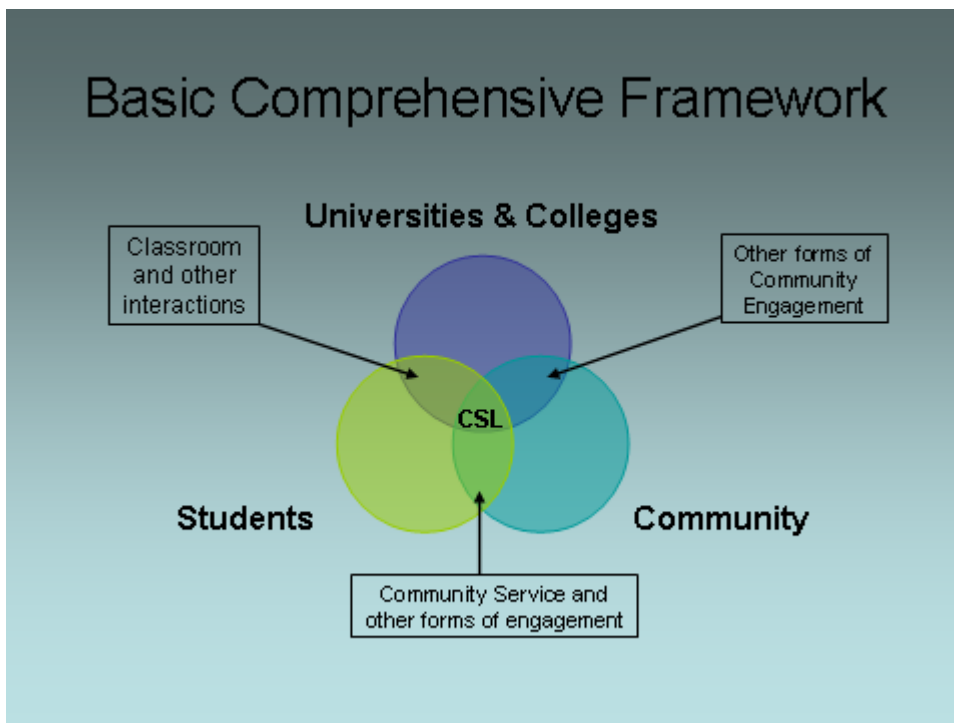 Basic Comprehensive Framework
Universities & Colleges
Classroom
and other
interactions
Other forms of
Community
Engagement
CSL
Students
Community
Community Service and
other forms of engagement